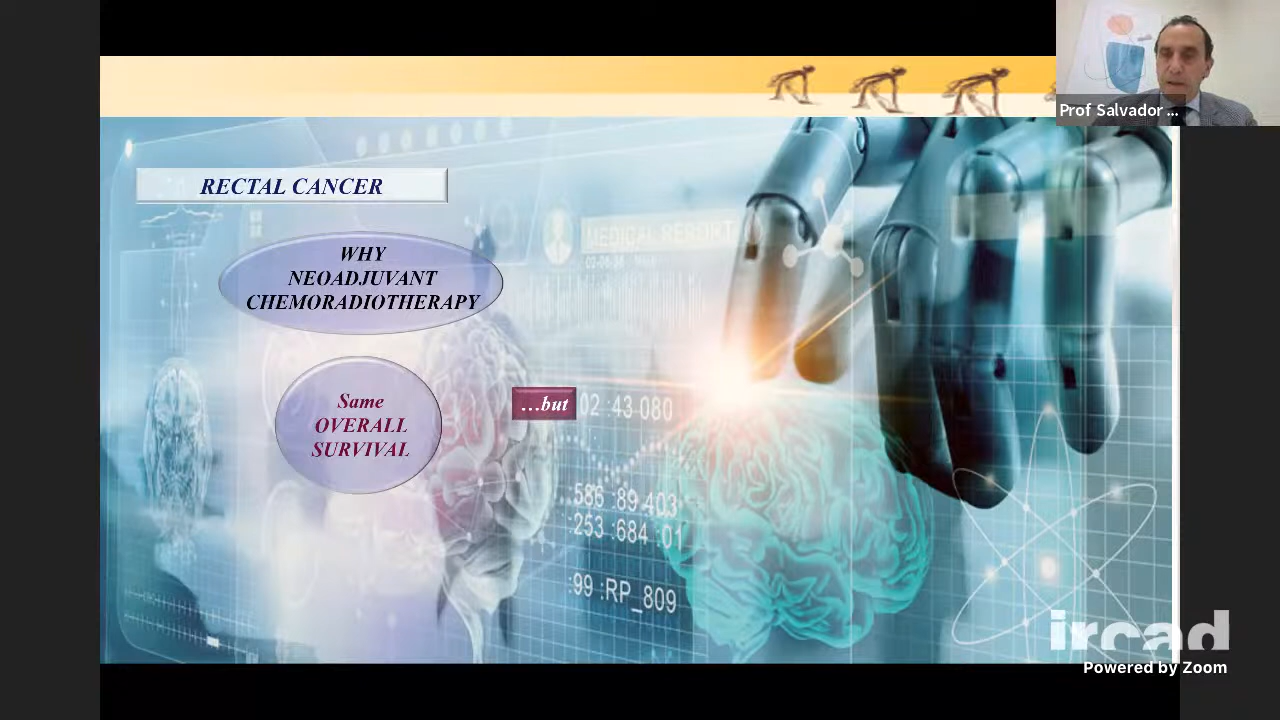 Prof Salvador ...
RECTAL CANCER
MEDICAL REPORT
WHY
NEOADJUVANT
CHEMORADIOTHERAPY
Same
OVERALL
SURVIVAL
...but
02 :43 080
:586 :89 403
:253 :684 :01
:99 :RP_809
ircad
Powered by Zoom